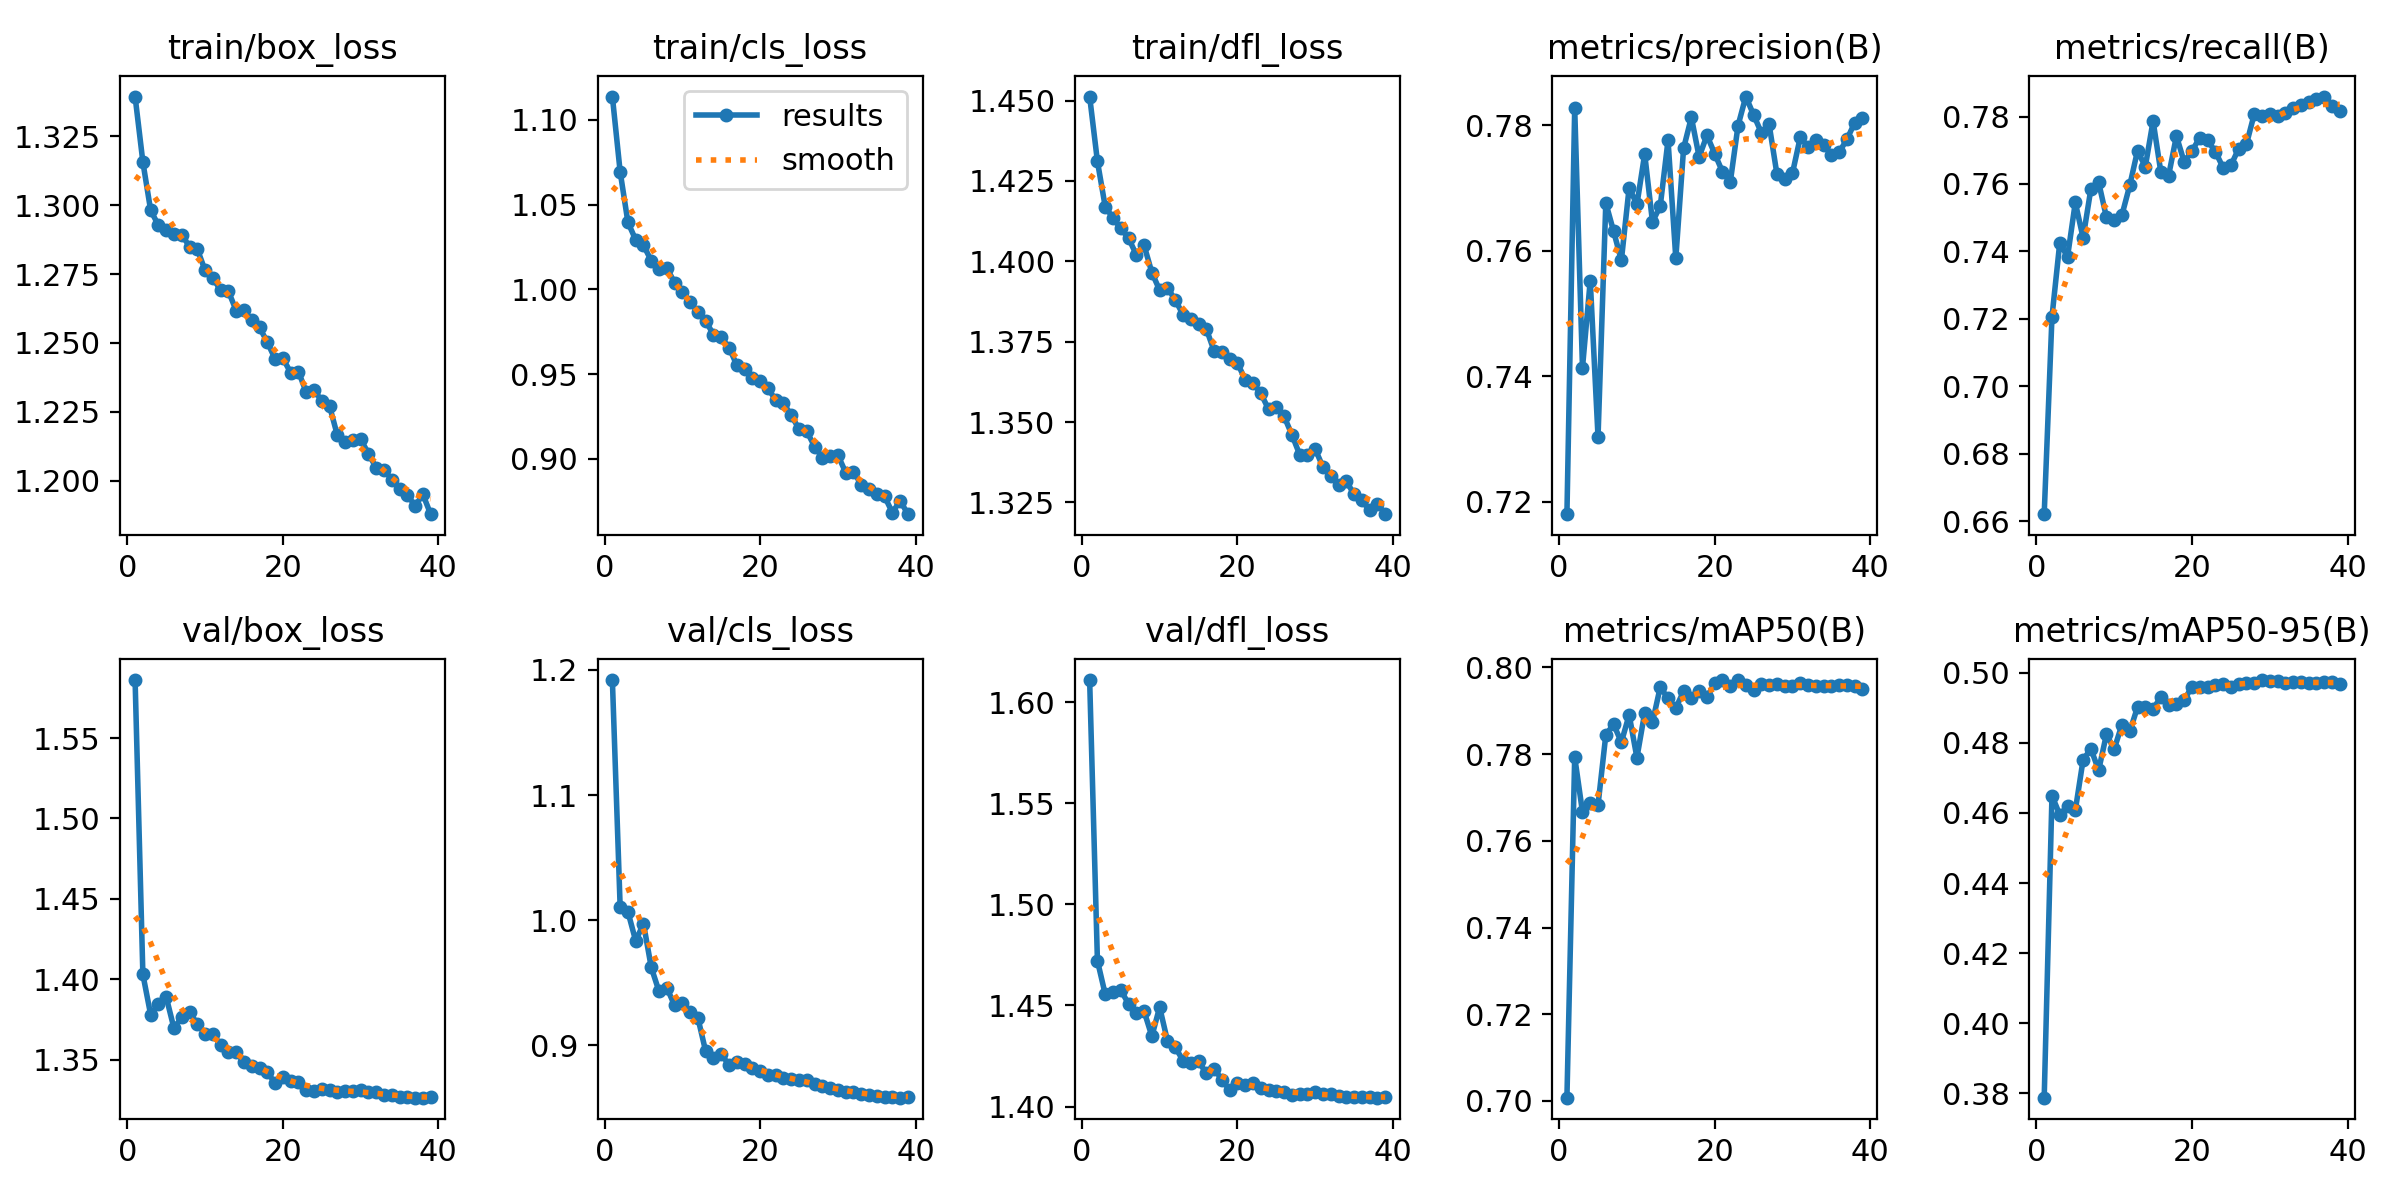 train/box_loss
1.325
1.300
1.275
1.250
1.225
1.200
0 20 40
train/cls_loss
results
smooth
1.10
1.05
1.00
0.95
0.90
0 20 40
train/dfl_loss
1.450
1.425
1.400
1.375
1.350
1.325
0 20 40
metrics/precision(B)
0.78
0.76
0.74
0.72
0 20 40
metrics/recall(B)
0.78
0.76
0.74
0.72
0.70
0.68
0.66
0 20 40
val/box_loss
1.55
1.50
1.45
1.40
1.35
0 20 40
val/cls_loss
1.2
1.1
1.0
0.9
0 20 40
val/dfl_loss
1.60
1.55
1.50
1.45
1.40
0 20 40
metrics/mAP50(B)
0.80
0.78
0.76
0.74
0.72
0.70
0 20 40
metrics/mAP50-95(B)
0.50
0.48
0.46
0.44
0.42
0.40
0.38
0 20 40